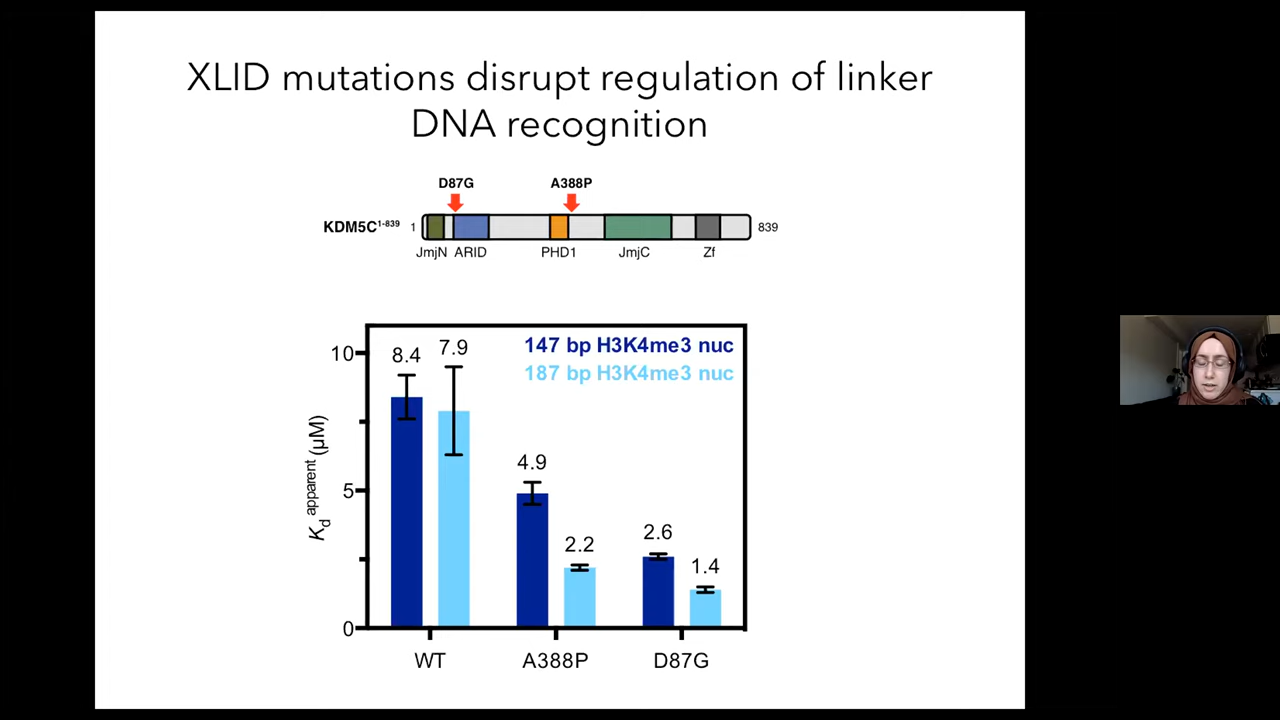 XLID mutations disrupt regulation of linker
DNA recognition
D87G A388P
KDM5C1-839 1 839
JmjN ARID PHD1 JmjC Zf
147 bp H3K4me3 nuc
187 bp H3K4me3 nuc
Kd apparent (μM)
10
5
0
8.4 7.9
4.9
2.2
2.6
1.4
WT A388P D87G